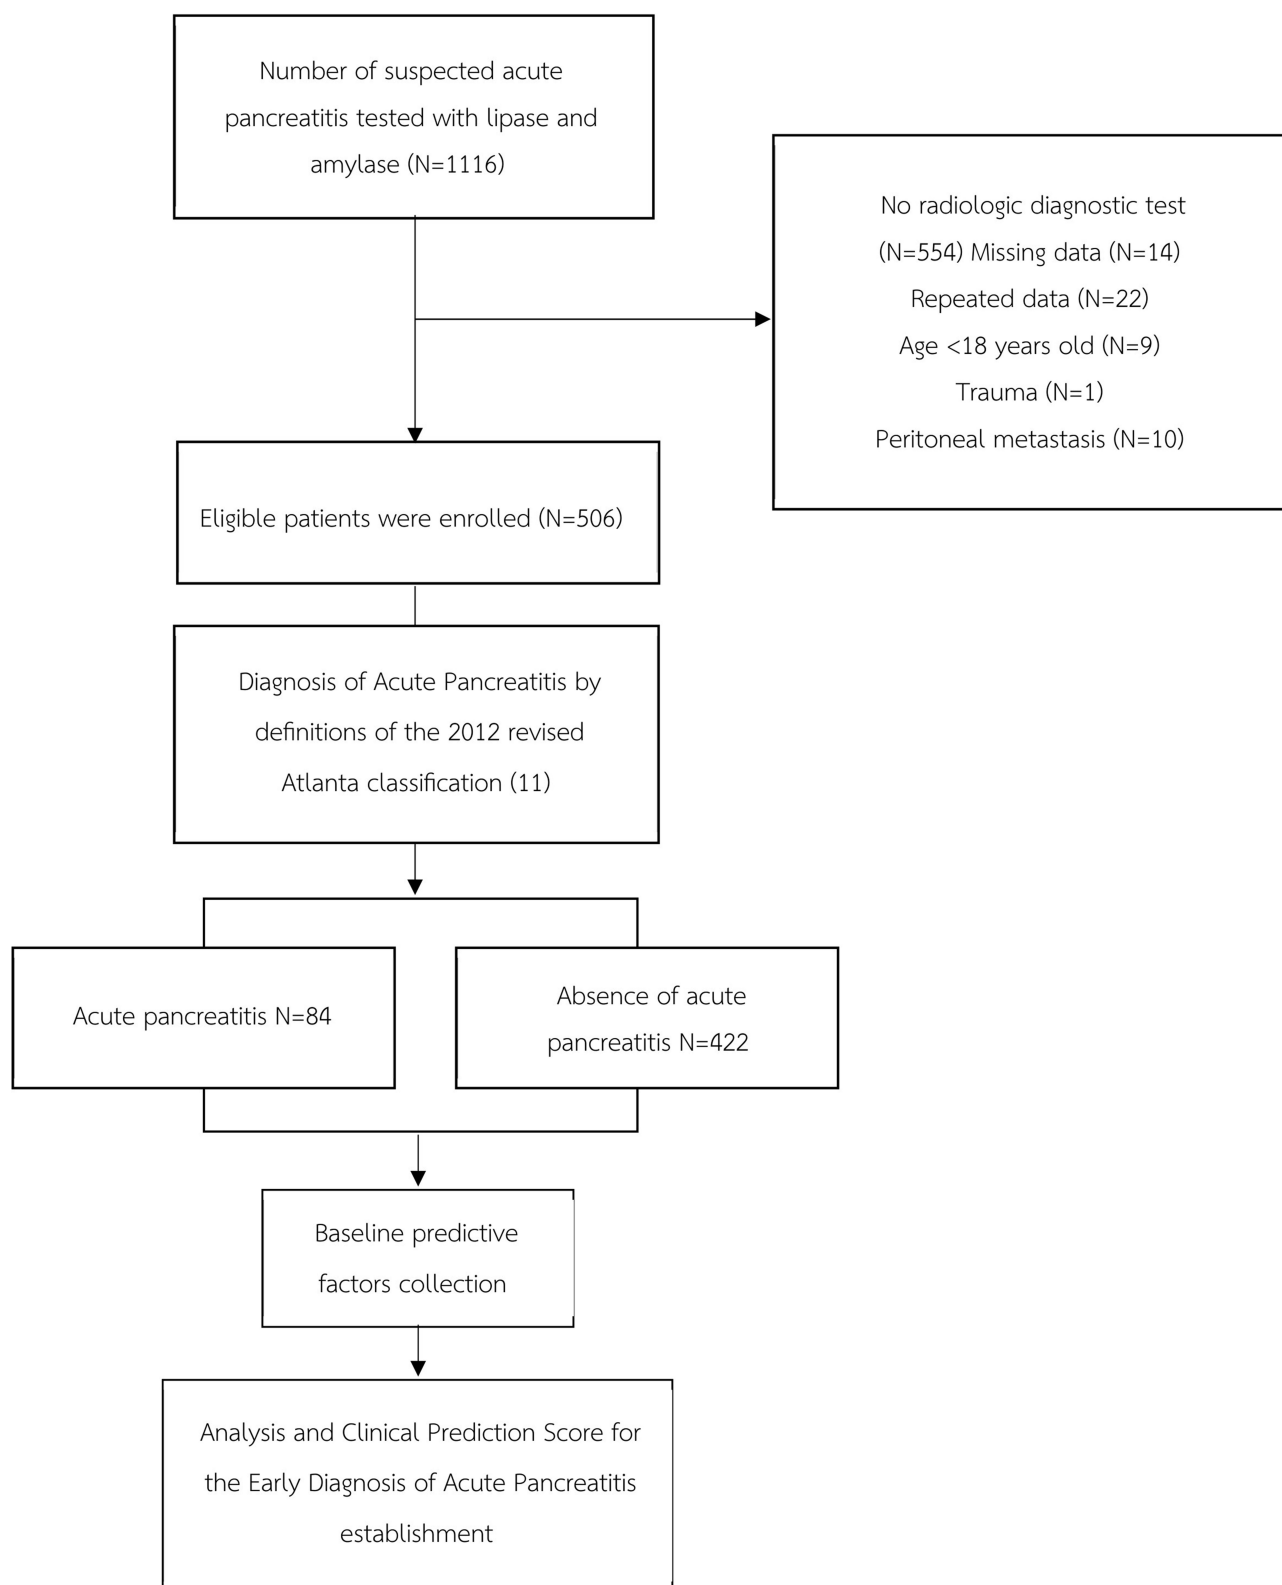 Number of suspected acute
pancreatitis tested with lipase and
amylase (N=1116)
No radiologic diagnostic test
(N=554) Missing data (N=14)
Repeated data (N=22)
Age <18 years old (N=9)
Trauma (N=1)
Peritoneal metastasis (N=10)
Eligible patients were enrolled (N=506)
Diagnosis of Acute Pancreatitis by
definitions of the 2012 revised
Atlanta classification (11)
Acute pancreatitis N=84
Absence of acute
pancreatitis N=422
Baseline predictive
factors collection
Analysis and Clinical Prediction Score for
the Early Diagnosis of Acute Pancreatitis
establishment